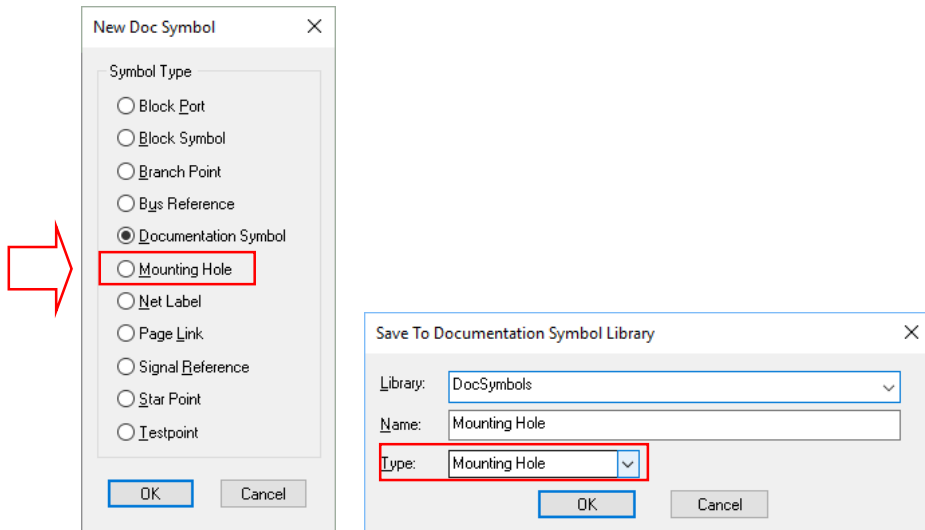 New Doc Symbol
Symbol Type
Block Port
Block Symbol
Branch Point
Bus Reference
Documentation Symbol
Mounting Hole
Net Label
Page Link
Signal Reference
Star Point
Testpoint
OK Cancel
Save To Documentation Symbol Library
Library: DocSymbols
Name: Mounting Hole
Type: Mounting Hole
OK Cancel